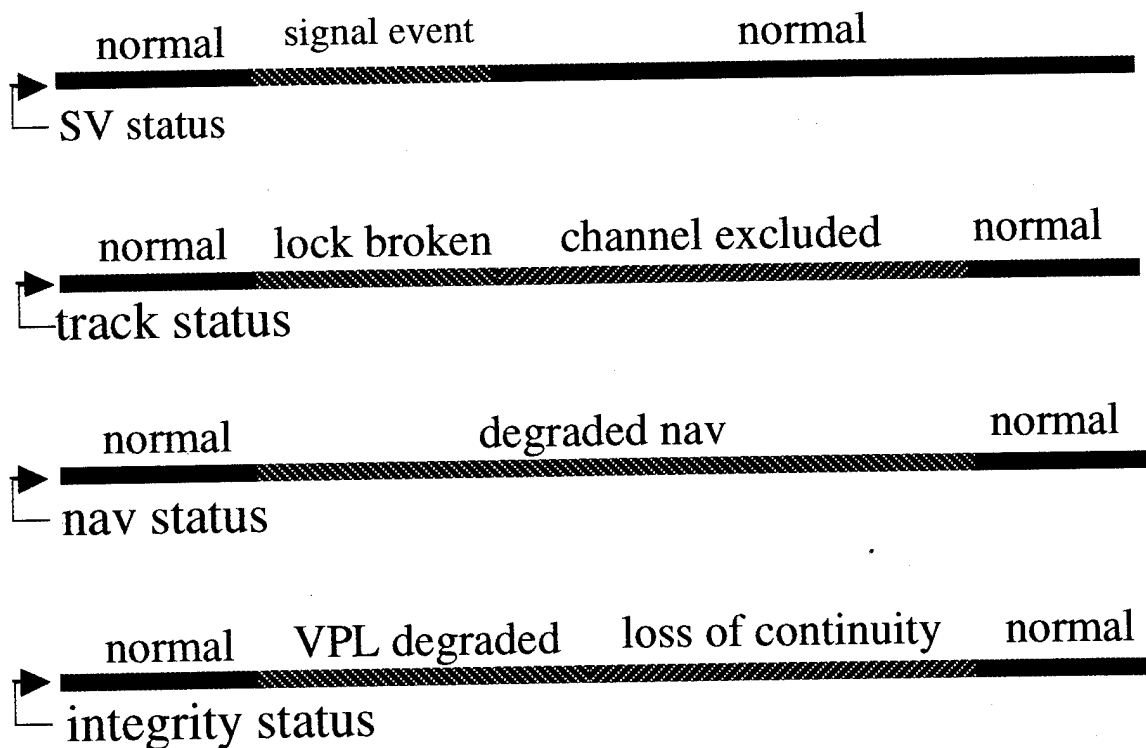 normal signal event normal
SV status
normal lock broken channel excluded normal
track status
normal degraded nav normal
nav status
normal VPL degraded loss of continuity normal
integrity status